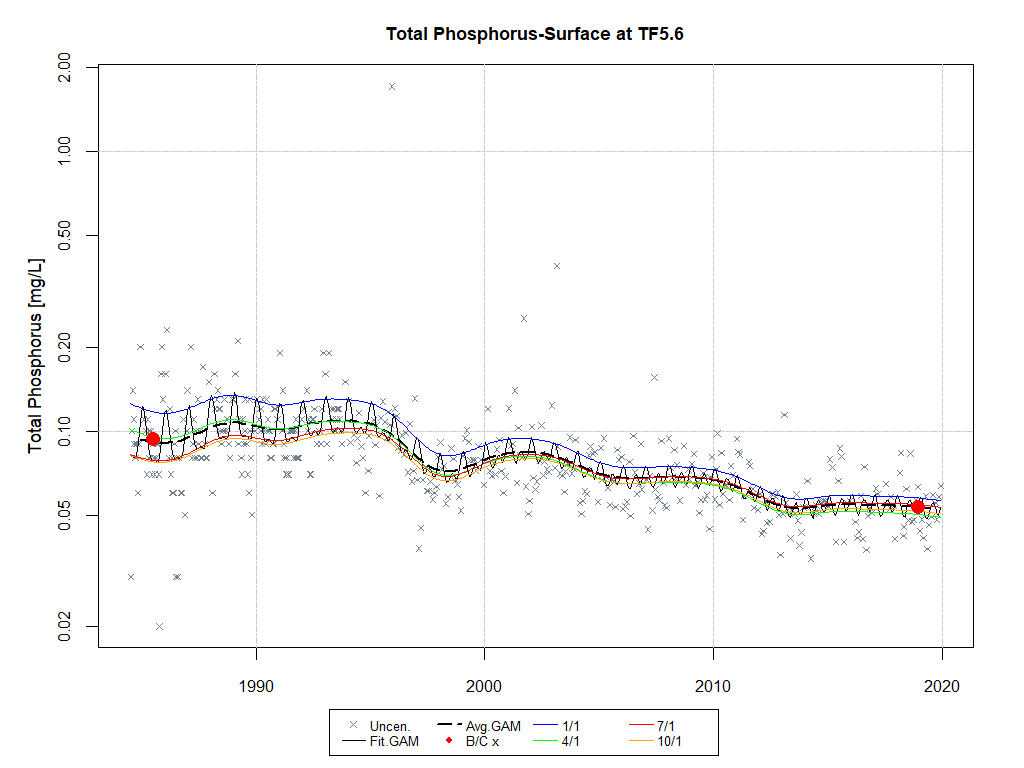 Total Phosphorus-Surface at TF5.6
Total Phosphorus [mg/L]
2.00
1.00
0.50
0.20
0.10
0.05
0.02
1990 2000 2010 2020
Uncen. Avg.GAM 1/1 7/1
Fit.GAM B/C x 4/1 10/1